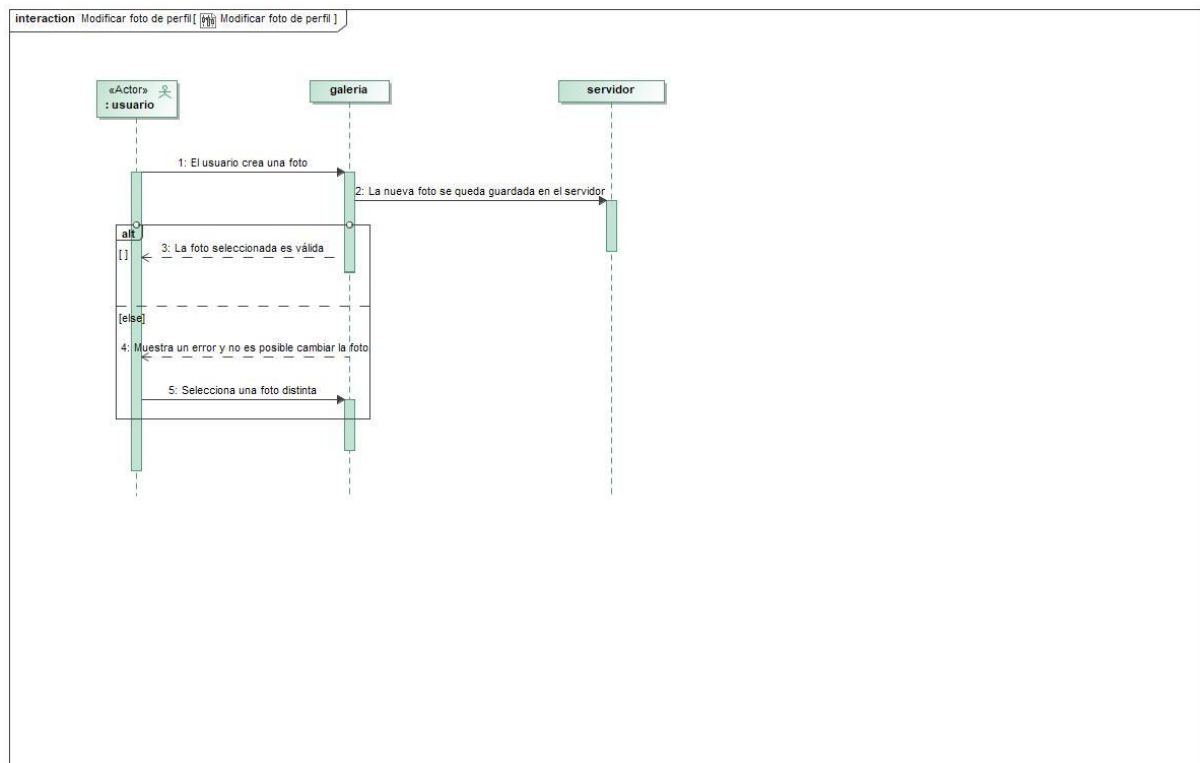 interaction Modificar foto de perfil[ Modificar foto de perfil ]
«Actor»
: usuario
galeria
servidor
1: El usuario crea una foto
2: La nueva foto se queda guardada en el servidor
alt
3: La foto seleccionada es válida
[ ]
[else]
4: Muestra un error y no es posible cambiar la foto
5: Selecciona una foto distinta